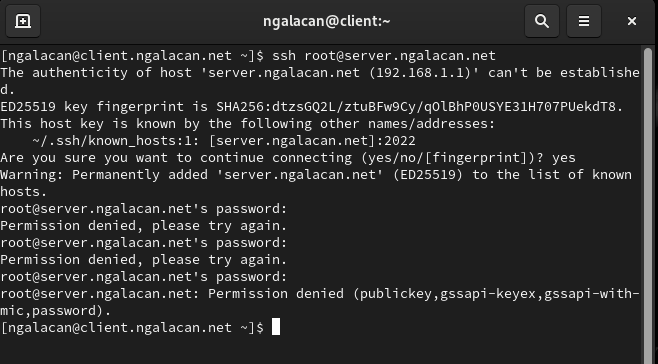 ngalacan@client:~
[ngalacan@client.ngalacan.net ~]$ ssh root@server.ngalacan.net
The authenticity of host 'server.ngalacan.net (192.168.1.1)' can't be establishe
d.
ED25519 key fingerprint is SHA256:dtzsGQ2L/ztuBFw9Cy/qOlBhP0USYE31H707PUekdT8.
This host key is known by the following other names/addresses:
    ~/.ssh/known_hosts:1: [server.ngalacan.net]:2022
Are you sure you want to continue connecting (yes/no/[fingerprint])? yes
Warning: Permanently added 'server.ngalacan.net' (ED25519) to the list of known
hosts.
root@server.ngalacan.net's password:
Permission denied, please try again.
root@server.ngalacan.net's password:
Permission denied, please try again.
root@server.ngalacan.net's password:
root@server.ngalacan.net: Permission denied (publickey,gssapi-keyex,gssapi-with-
mic,password).
[ngalacan@client.ngalacan.net ~]$